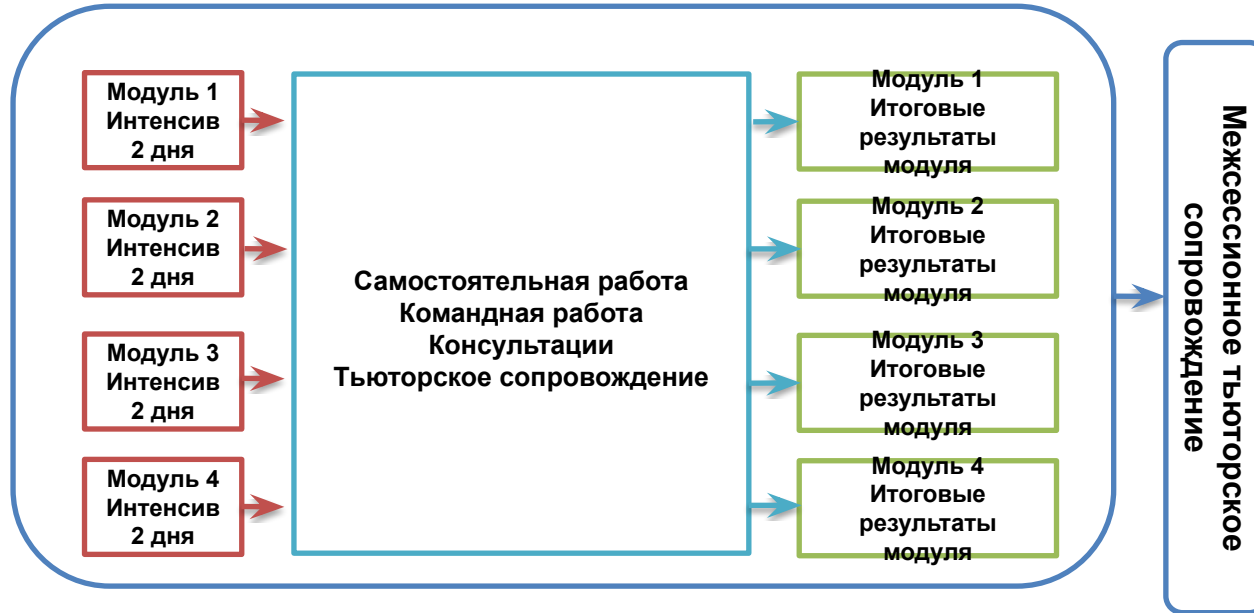 Модуль 1
Интенсив
2 дня
Модуль 2
Интенсив
2 дня
Модуль 3
Интенсив
2 дня
Модуль 4
Интенсив
2 дня
Самостоятельная работа
Командная работа
Консультации
Тьюторское сопровождение
Модуль 1
Итоговые
результаты
модуля
Модуль 2
Итоговые
результаты
модуля
Модуль 3
Итоговые
результаты
модуля
Модуль 4
Итоговые
результаты
модуля
Межсессионное тьюторское
сопровождение